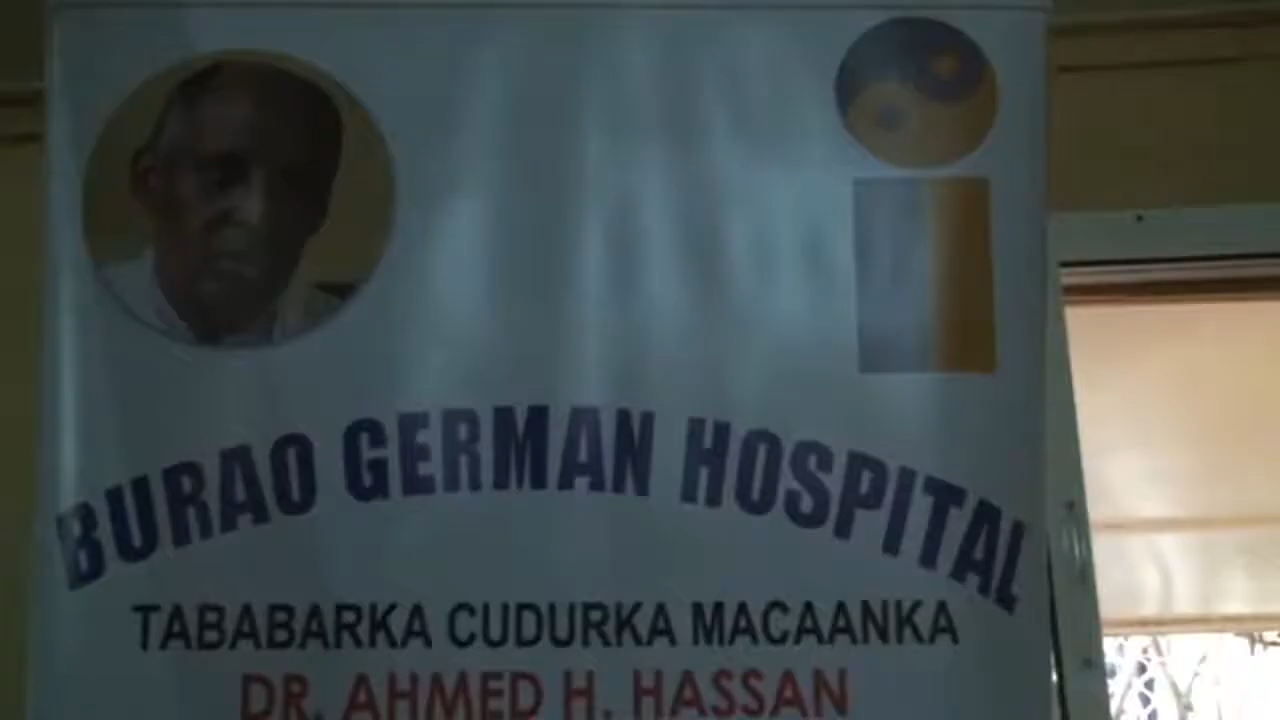 BURAO GERMAN HOSPITAL
TABABARKA CUDURKA MACAANKA
DR. AHMED H. HASSAN